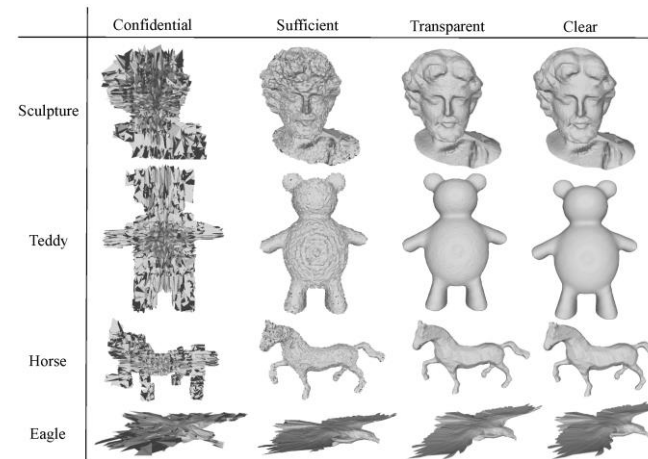 Confidential Sufficient Transparent Clear
Sculpture
Teddy
Horse
Eagle